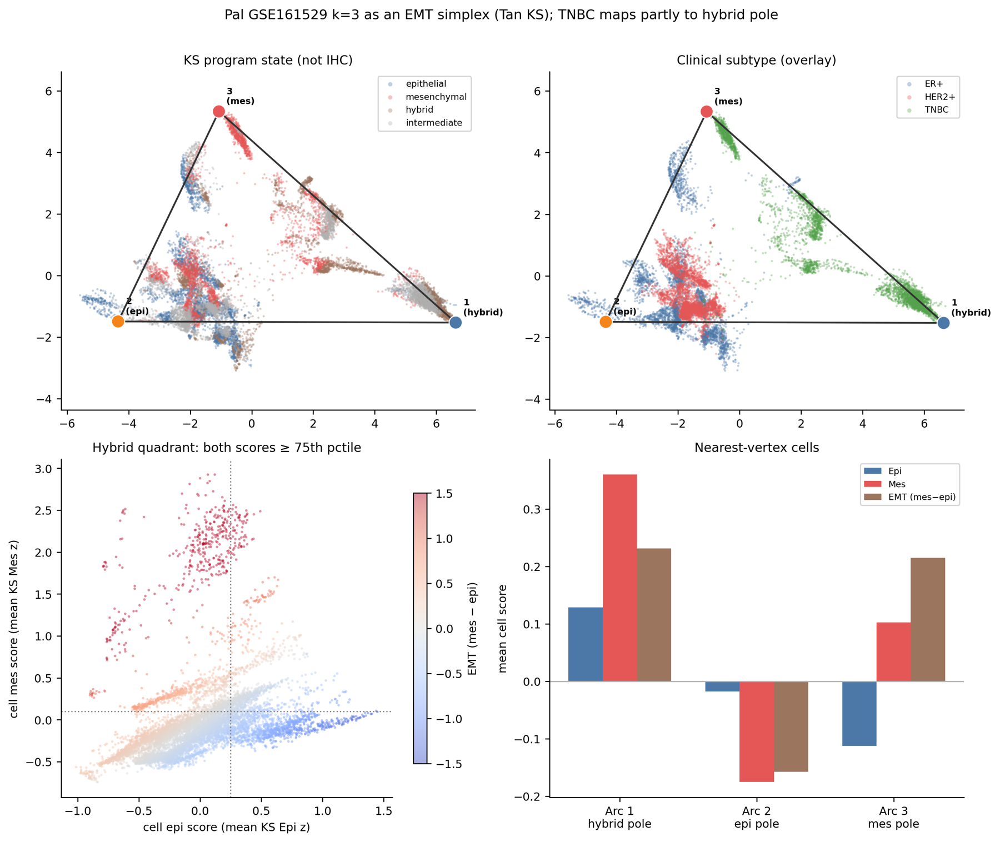 Pal GSE161529 k=3 as an EMT simplex (Tan KS); TNBC maps partly to hybrid pole
KS program state (not IHC)
epithelial
mesenchymal
hybrid
intermediate
3
(mes)
2
(epi)
1
(hybrid)
6
4
2
0
−2
−4
−6
−4
−2
0
2
4
6
Clinical subtype (overlay)
ER+
HER2+
TNBC
3
(mes)
2
(epi)
1
(hybrid)
6
4
2
0
−2
−4
−6
−4
−2
0
2
4
6
Hybrid quadrant: both scores ≥ 75th pctile
cell mes score (mean KS Mes z)
3.0
2.5
2.0
1.5
1.0
0.5
0.0
−0.5
−1.0
−0.5
0.0
0.5
1.0
1.5
cell epi score (mean KS Epi z)
1.5
1.0
0.5
0.0
−0.5
−1.0
−1.5
EMT (mes − epi)
Nearest-vertex cells
Epi
Mes
EMT (mes−epi)
mean cell score
0.3
0.2
0.1
0.0
−0.1
−0.2
Arc 1
hybrid pole
Arc 2
epi pole
Arc 3
mes pole